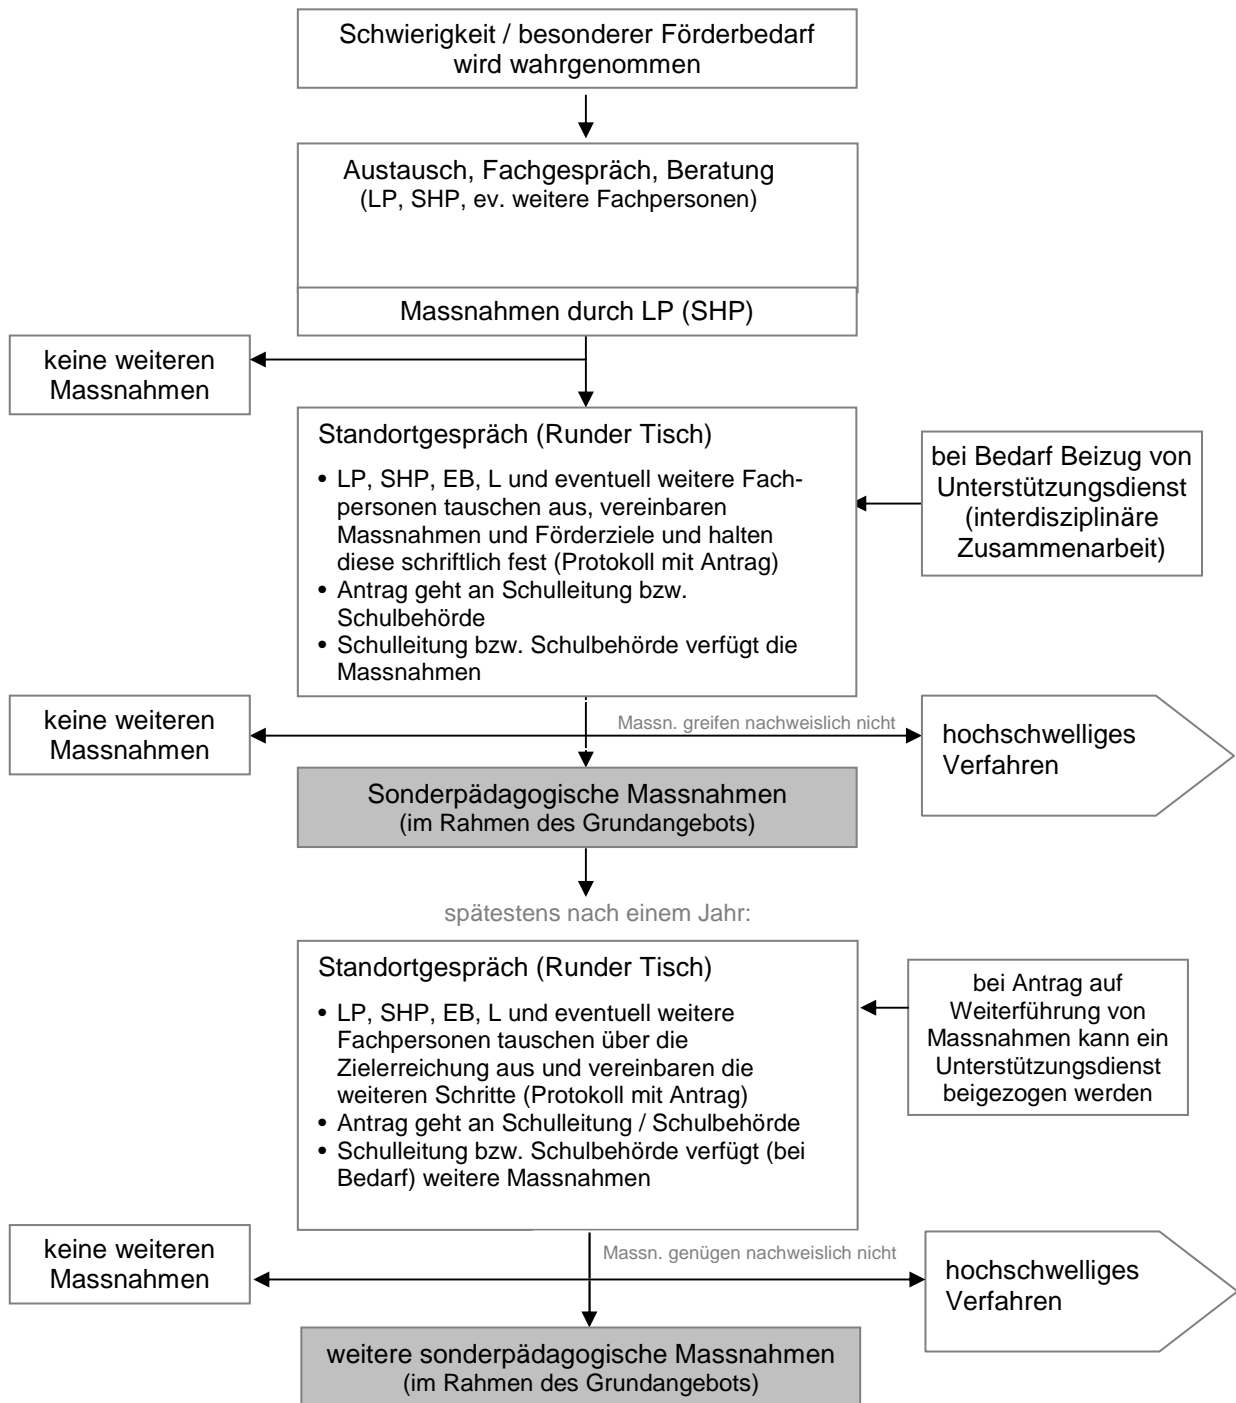 Schwierigkeit / besonderer Förderbedarf
wird wahrgenommen
Austausch, Fachgespräch, Beratung
(LP, SHP, ev. weitere Fachpersonen)
Massnahmen durch LP (SHP)
keine weiteren
Massnahmen
Standortgespräch (Runder Tisch)
• LP, SHP, EB, L und eventuell weitere Fach-
personen tauschen aus, vereinbaren
Massnahmen und Förderziele und halten
diese schriftlich fest (Protokoll mit Antrag)
• Antrag geht an Schulleitung bzw.
Schulbehörde
• Schulleitung bzw. Schulbehörde verfügt die
Massnahmen
bei Bedarf Beizug von
Unterstützungsdienst
(interdisziplinäre
Zusammenarbeit)
keine weiteren
Massnahmen
Massn. greifen nachweislich nicht
hochschwelliges
Verfahren
Sonderpädagogische Massnahmen
(im Rahmen des Grundangebots)
spätestens nach einem Jahr:
Standortgespräch (Runder Tisch)
• LP, SHP, EB, L und eventuell weitere
Fachpersonen tauschen über die
Zielerreichung aus und vereinbaren die
weiteren Schritte (Protokoll mit Antrag)
• Antrag geht an Schulleitung / Schulbehörde
• Schulleitung bzw. Schulbehörde verfügt (bei
Bedarf) weitere Massnahmen
bei Antrag auf
Weiterführung von
Massnahmen kann ein
Unterstützungsdienst
beigezogen werden
keine weiteren
Massnahmen
Massn. genügen nachweislich nicht
hochschwelliges
Verfahren
weitere sonderpädagogische Massnahmen
(im Rahmen des Grundangebots)